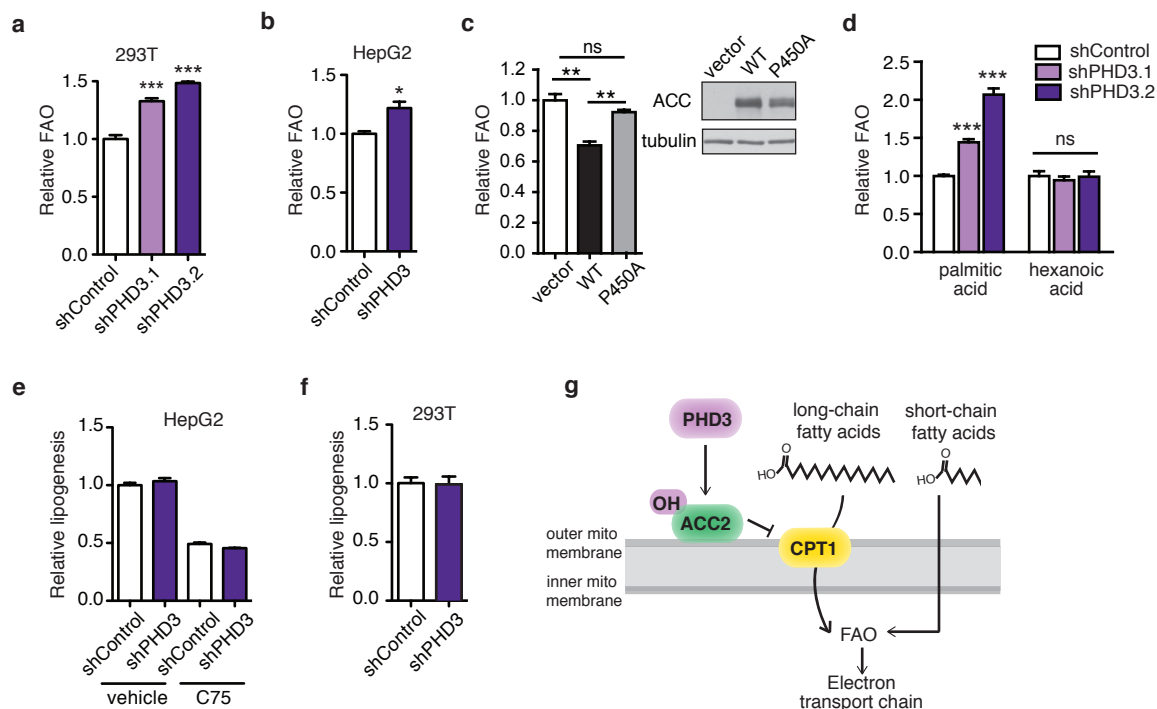 a
293T
Relative FAO
1.5
1.0
0.5
0.0
***
***
shControl
shPHD3.1
shPHD3.2
b
HepG2
Relative FAO
1.5
1.0
0.5
0.0
*
shControl
shPHD3
c
Relative FAO
1.2
1.0
0.8
0.6
0.4
0.2
0.0
ns
**
**
vector
WT
P450A
vector
WT
P450A
ACC
tubulin
d
Relative FAO
2.5
2.0
1.5
1.0
0.5
0.0
***
***
ns
palmitic
acid
hexanoic
acid
shControl
shPHD3.1
shPHD3.2
e
HepG2
Relative lipogenesis
1.5
1.0
0.5
0.0
shControl
shPHD3
shControl
shPHD3
vehicle
C75
f
293T
Relative lipogenesis
1.5
1.0
0.5
0.0
shControl
shPHD3
g
PHD3
long-chain
fatty acids
short-chain
fatty acids
O
HO
O
HO
OH
ACC2
CPT1
outer mito
membrane
inner mito
membrane
FAO
Electron
transport chain